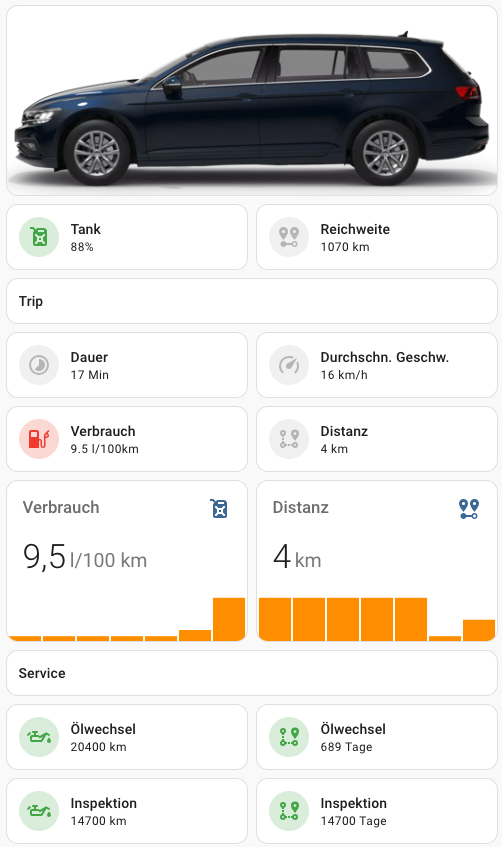 Tank
88%
Reichweite
1070 km
Trip
Dauer
17 Min
Durchschn. Geschw.
16 km/h
Verbrauch
9.5 l/100km
Distanz
4 km
Verbrauch
9,5 l/100 km
Distanz
4 km
Service
Ölwechsel
20400 km
Ölwechsel
689 Tage
Inspektion
14700 km
Inspektion
14700 Tage